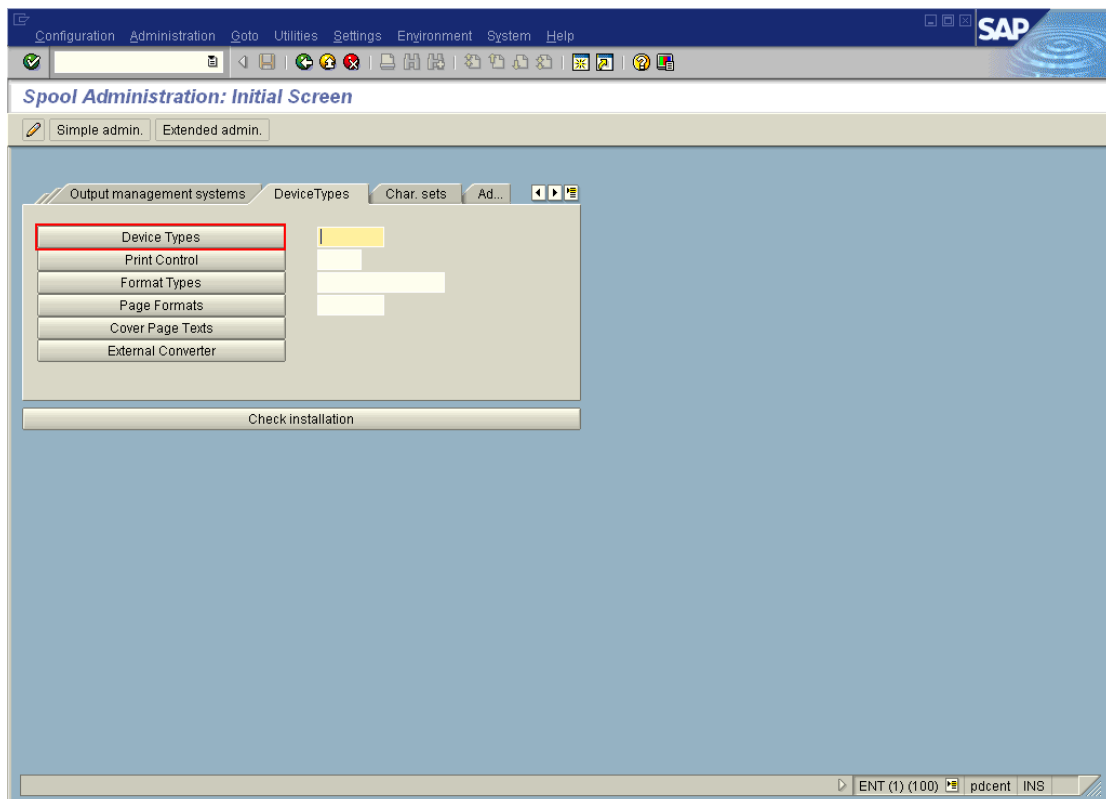 Configuration Administration Goto Utilities Settings Environment System Help
SAP
Spool Administration: Initial Screen
Simple admin. Extended admin.
Output management systems DeviceTypes Char. sets Ad...
Device Types
Print Control
Format Types
Page Formats
Cover Page Texts
External Converter
Check installation
ENT (1) (100) pdcent INS